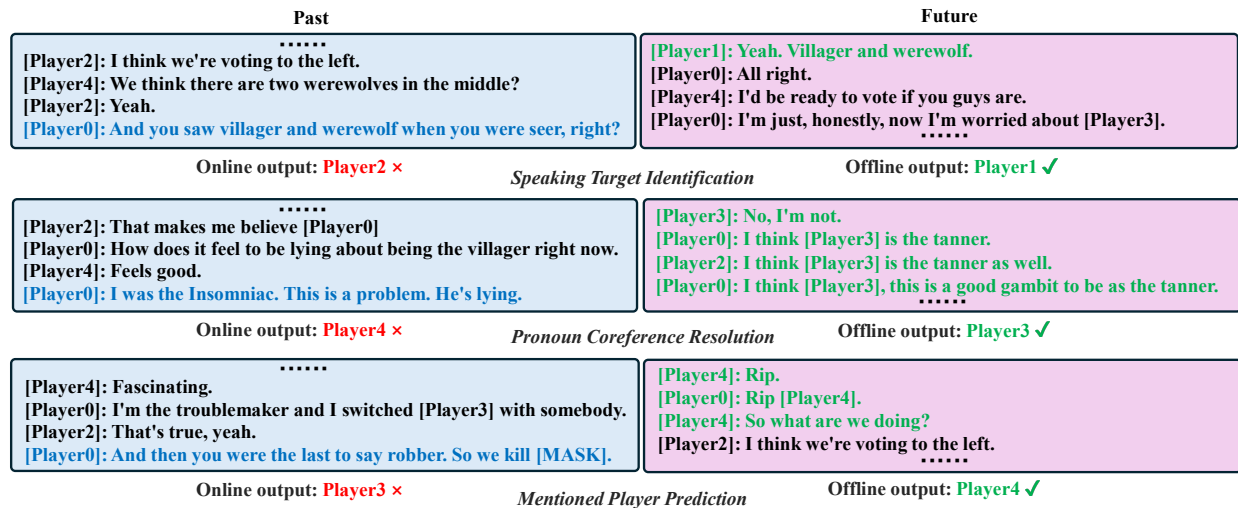 Past
Future
......
[Player2]: I think we're voting to the left.
[Player4]: We think there are two werewolves in the middle?
[Player2]: Yeah.
[Player0]: And you saw villager and werewolf when you were seer, right?
[Player1]: Yeah. Villager and werewolf.
[Player0]: All right.
[Player4]: I'd be ready to vote if you guys are.
[Player0]: I'm just, honestly, now I'm worried about [Player3].
......
Online output: Player2 ×
Offline output: Player1 ✓
Speaking Target Identification
......
[Player2]: That makes me believe [Player0]
[Player0]: How does it feel to be lying about being the villager right now.
[Player4]: Feels good.
[Player0]: I was the Insomniac. This is a problem. He's lying.
[Player3]: No, I'm not.
[Player0]: I think [Player3] is the tanner.
[Player2]: I think [Player3] is the tanner as well.
[Player0]: I think [Player3], this is a good gambit to be as the tanner.
......
Online output: Player4 ×
Offline output: Player3 ✓
Pronoun Coreference Resolution
......
[Player4]: Fascinating.
[Player0]: I'm the troublemaker and I switched [Player3] with somebody.
[Player2]: That's true, yeah.
[Player0]: And then you were the last to say robber. So we kill [MASK].
[Player4]: Rip.
[Player0]: Rip [Player4].
[Player4]: So what are we doing?
[Player2]: I think we're voting to the left.
......
Online output: Player3 ×
Offline output: Player4 ✓
Mentioned Player Prediction